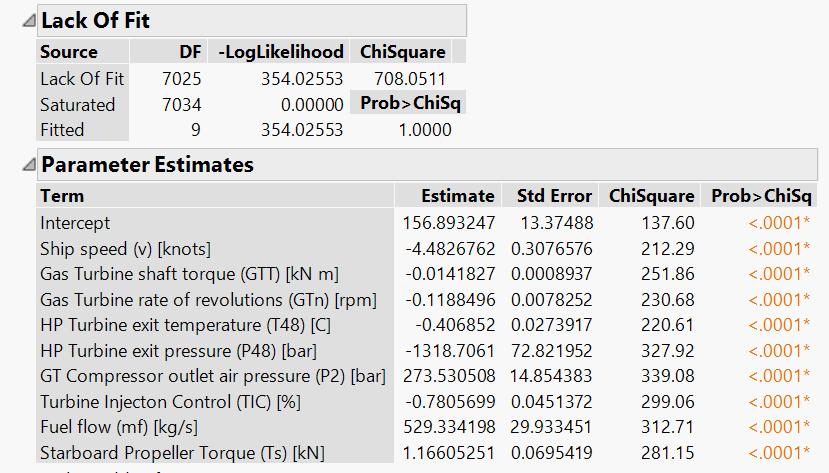 Lack Of Fit
Source DF -LogLikelihood ChiSquare
Lack Of Fit 7025 354.02553 708.0511
Saturated 7034 0.00000 Prob>ChiSq
Fitted 9 354.02553 1.0000
Parameter Estimates
Term Estimate Std Error ChiSquare Prob>ChiSq
Intercept 156.893247 13.37488 137.60 <.0001*
Ship speed (v) [knots] -4.4826762 0.3076576 212.29 <.0001*
Gas Turbine shaft torque (GTT) [kN m] -0.0141827 0.0008937 251.86 <.0001*
Gas Turbine rate of revolutions (GTn) [rpm] -0.1188496 0.0078252 230.68 <.0001*
HP Turbine exit temperature (T48) [C] -0.406852 0.0273917 220.61 <.0001*
HP Turbine exit pressure (P48) [bar] -1318.7061 72.821952 327.92 <.0001*
GT Compressor outlet air pressure (P2) [bar] 273.530508 14.854383 339.08 <.0001*
Turbine Injecton Control (TIC) [%] -0.7805699 0.0451372 299.06 <.0001*
Fuel flow (mf) [kg/s] 529.334198 29.933451 312.71 <.0001*
Starboard Propeller Torque (Ts) [kN] 1.16605251 0.0695419 281.15 <.0001*